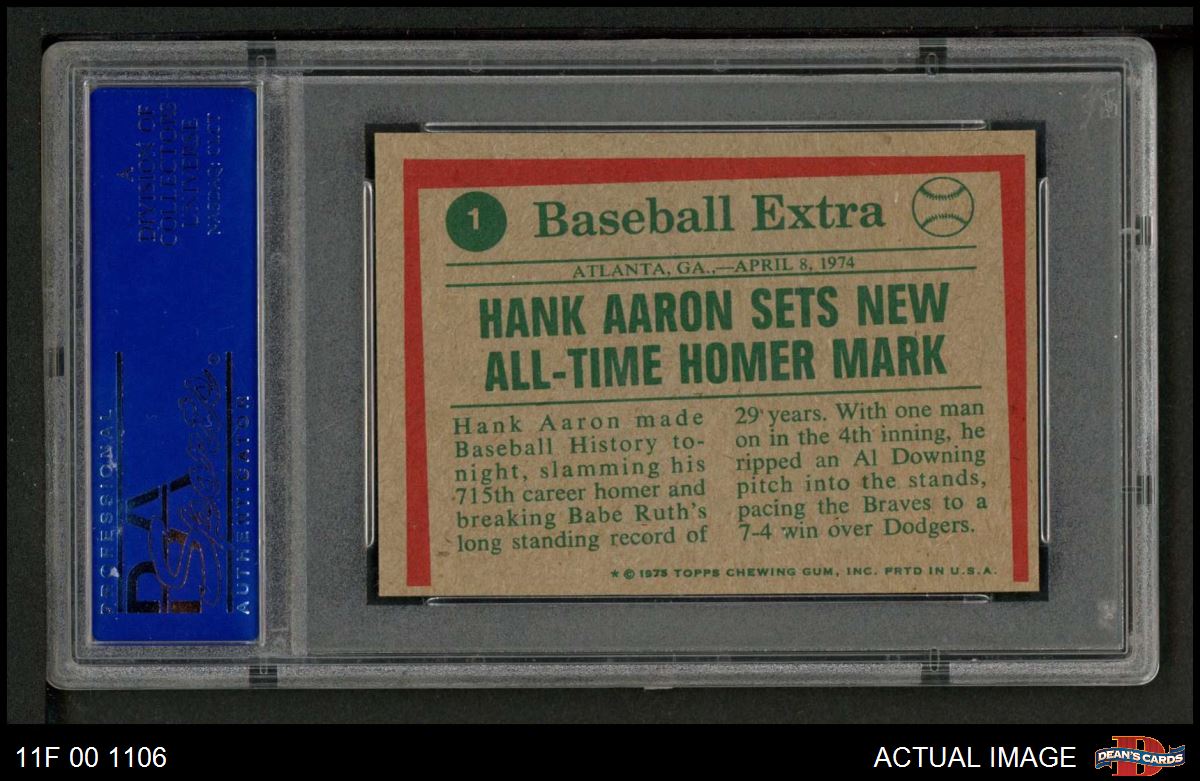 A
DIVISION OF
COLLECTORS
UNIVERSE
NASDAQ: CLCT
PROFESSIONAL
PSA
Sports
AUTHENTICATOR
1
Baseball Extra
ATLANTA, GA.,—APRIL 8, 1974
HANK AARON SETS NEW
ALL-TIME HOMER MARK
Hank Aaron made
Baseball History to-
night, slamming his
715th career homer and
breaking Babe Ruth's
long standing record of
29 years. With one man
on in the 4th inning, he
ripped an Al Downing
pitch into the stands,
pacing the Braves to a
7-4 win over Dodgers.
* © 1975 TOPPS CHEWING GUM, INC. PRTD IN U.S.A.
11F 00 1106
ACTUAL IMAGE
D
DEAN'S CARDS